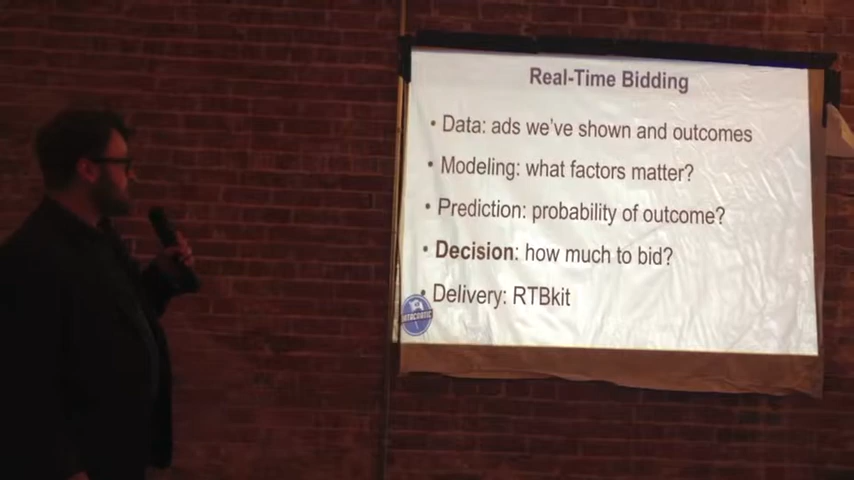 Real-Time Bidding
• Data: ads we've shown and outcomes
• Modeling: what factors matter?
• Prediction: probability of outcome?
• Decision: how much to bid?
• Delivery: RTBkit
DATACRATIC